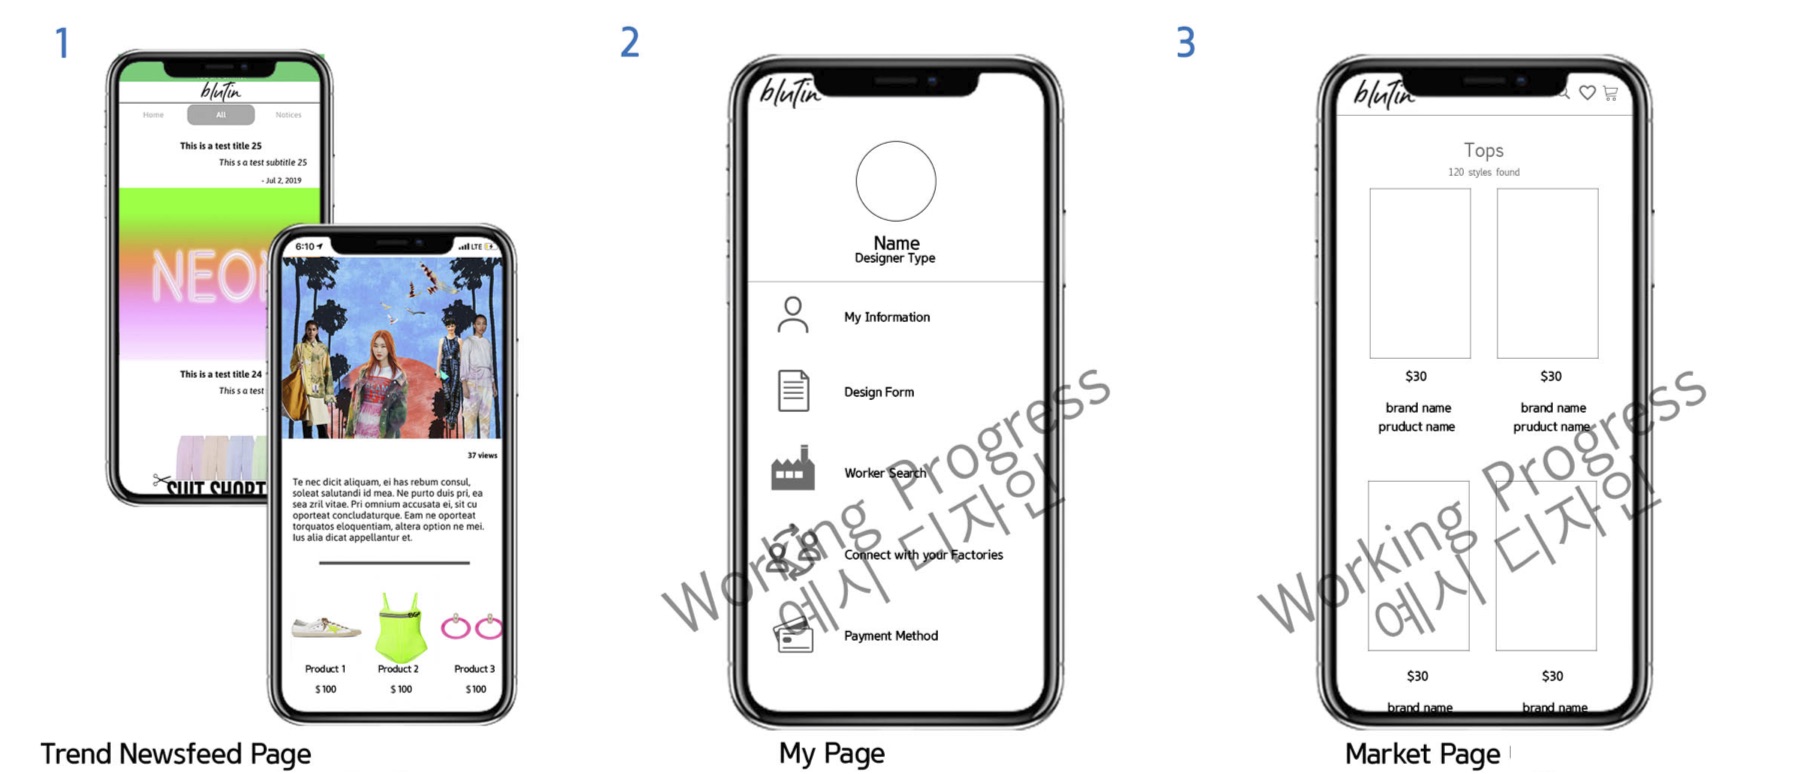 1
blutin
Home All Notices
This is a test title 25
This s a test subtitle 25
- Jul 2, 2019
NEON
This is a test title 24
This s a test
SUIT SHORT
6:10 LTE
37 views
Te nec dicit aliquam, ei has rebum consul,
soleat salutandi id mea. Ne purto duis pri, ea
sea zril vitae. Pri omnium accusata ei, sit cu
oporteat concludaturque. Eam ne oporteat
torquatos eloquentiam, altera option ne mei.
Ius alia dicat appellantur et.
Product 1 Product 2 Product 3
$ 100 $ 100 $ 100
Trend Newsfeed Page
2
blutin
Name
Designer Type
My Information
Design Form
Worker Search
Connect with your Factories
Payment Method
Working Progress
예시 디자인
My Page
3
blutin
Tops
120 styles found
$30 $30
brand name brand name
pruduct name pruduct name
$30 $30
brand name brand name
Working Progress
예시 디자인
Market Page